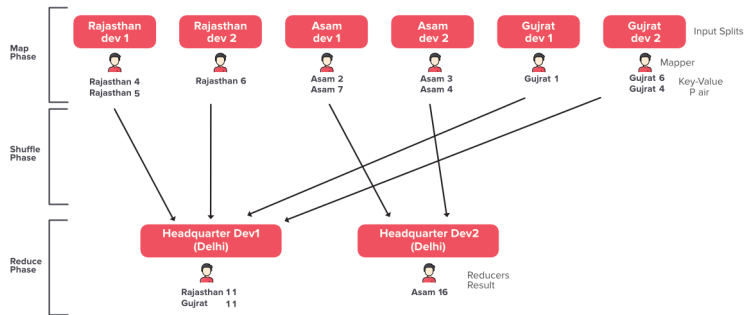 Rajasthan
dev 1
Rajasthan
dev 2
Asam
dev 1
Asam
dev 2
Gujrat
dev 1
Gujrat
dev 2
Input Splits
Map
Phase
Mapper
Rajasthan 4
Rajasthan 5
Rajasthan 6
Asam 2
Asam 7
Asam 3
Asam 4
Gujrat 1
Gujrat 6
Gujrat 4
Key-Value
P air
Shuffle
Phase
Headquarter Dev1
(Delhi)
Headquarter Dev2
(Delhi)
Reduce
Phase
Rajasthan 11
Gujrat 11
Asam 16
Reducers
Result